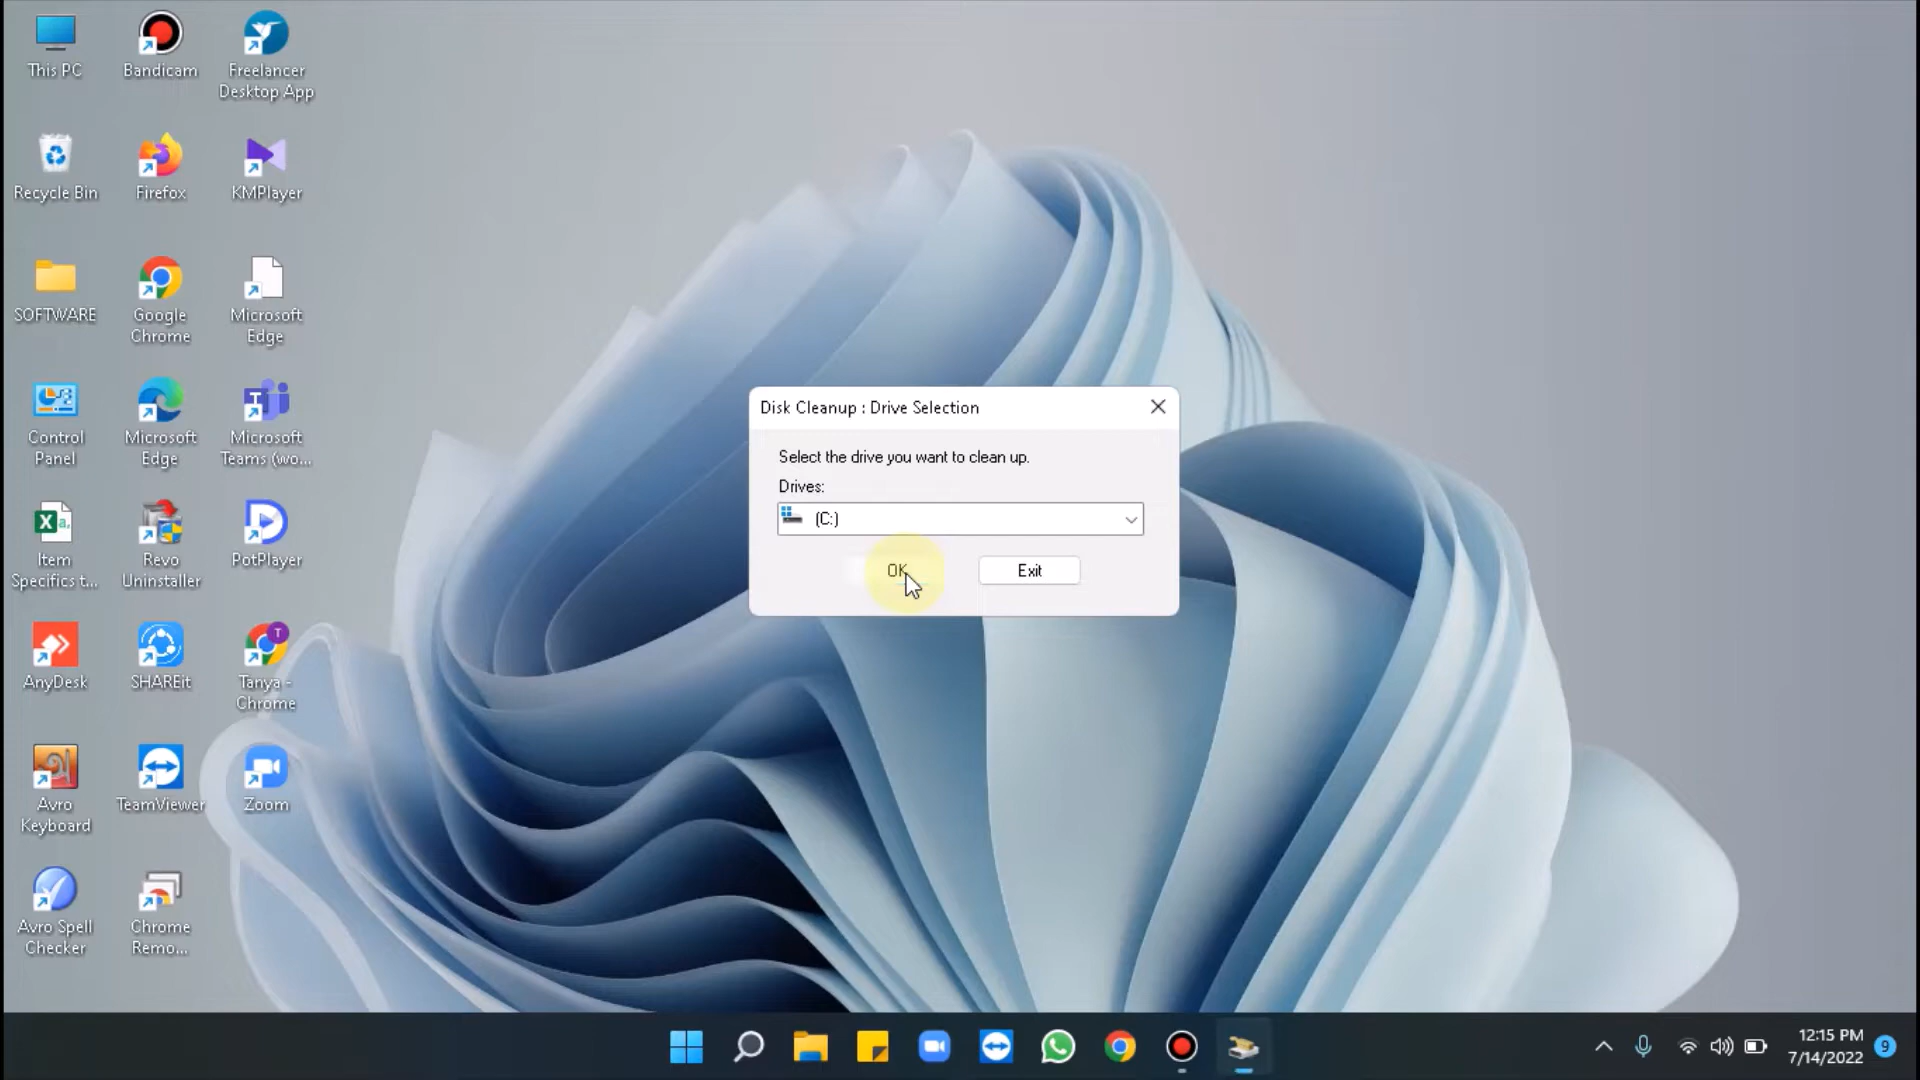 This PC
Bandicam
Freelancer
Desktop App
Recycle Bin
Firefox
KMPlayer
SOFTWARE
Google
Chrome
Microsoft
Edge
Control
Panel
Microsoft
Edge
Microsoft
Teams (wo...
Item
Specifics t...
Revo
Uninstaller
PotPlayer
AnyDesk
SHAREit
Tanya -
Chrome
Avro
Keyboard
TeamViewer
Zoom
Avro Spell
Checker
Chrome
Remo...
Disk Cleanup : Drive Selection
Select the drive you want to clean up.
Drives:
(C:)
OK
Exit
12:15 PM
7/14/2022
9